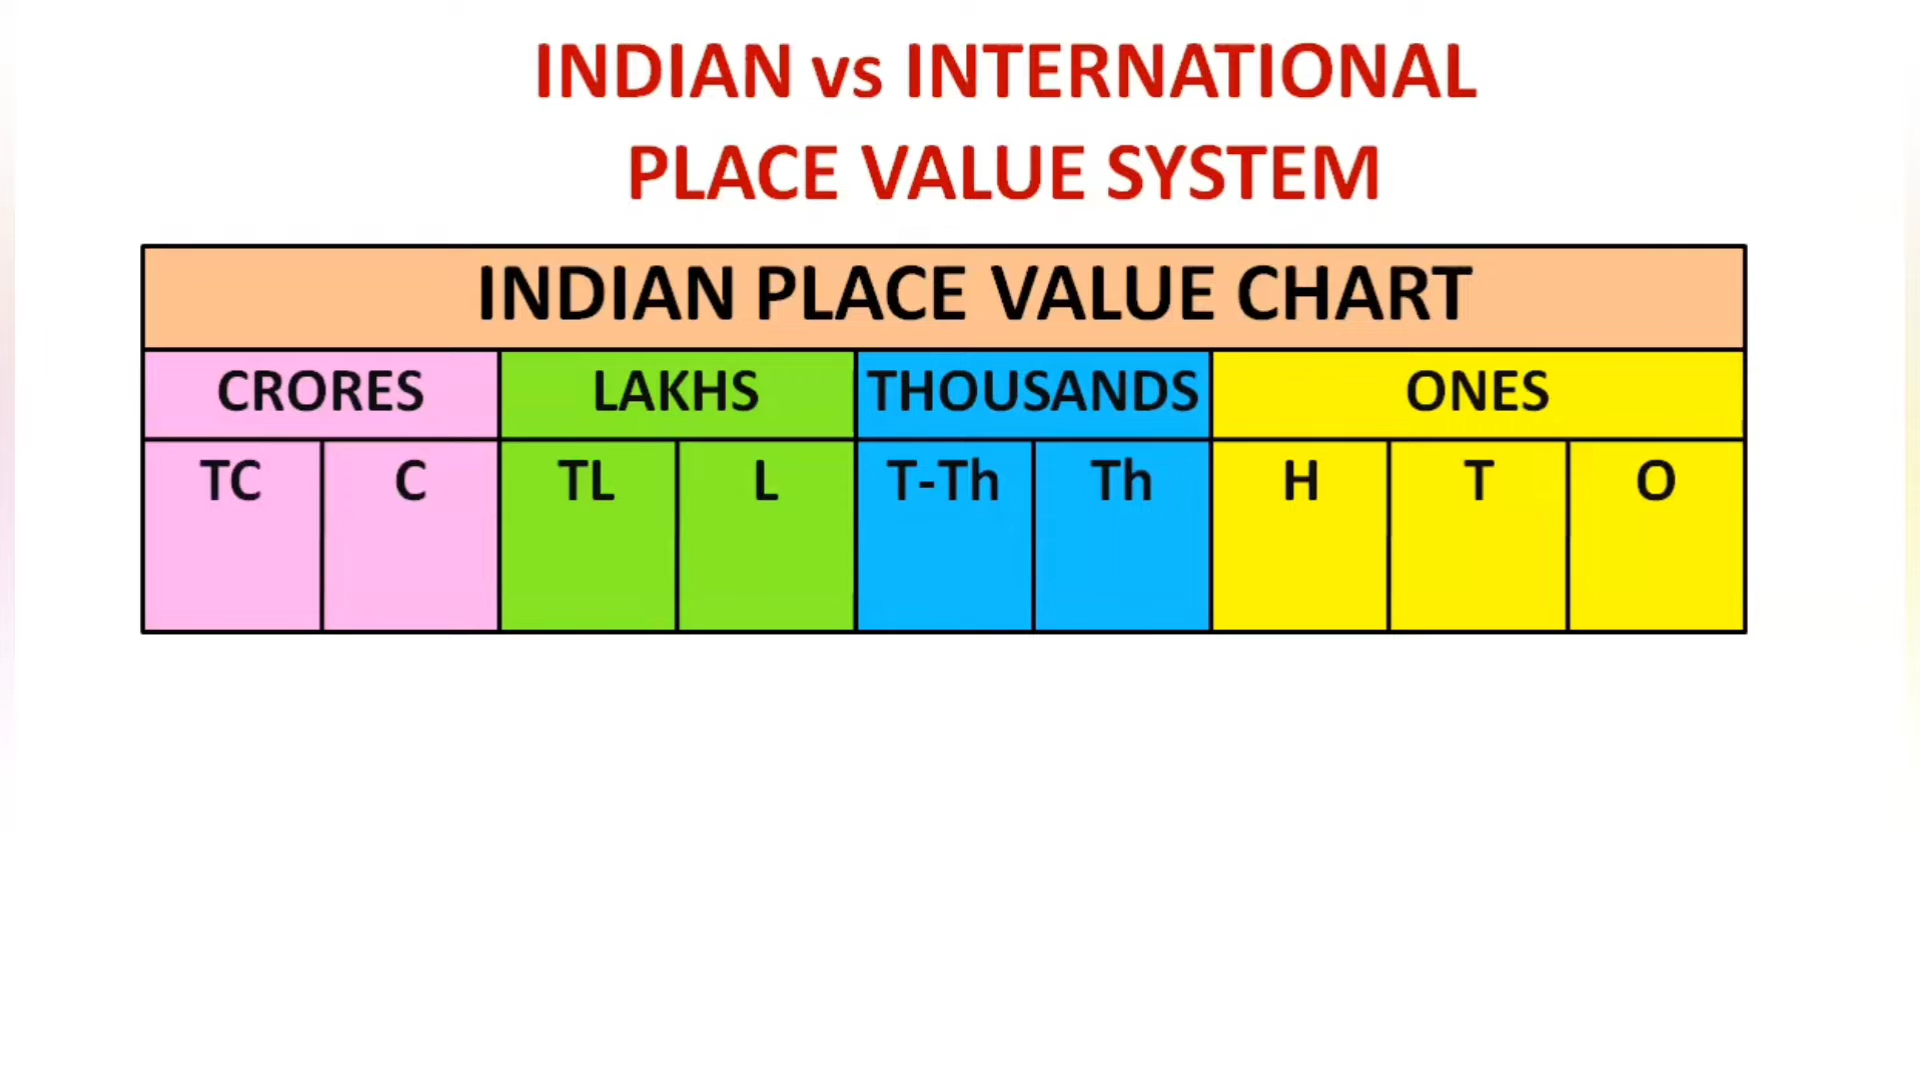 INDIAN vs INTERNATIONAL
PLACE VALUE SYSTEM
INDIAN PLACE VALUE CHART
CRORES LAKHS THOUSANDS ONES
TC C TL L T-Th Th H T O